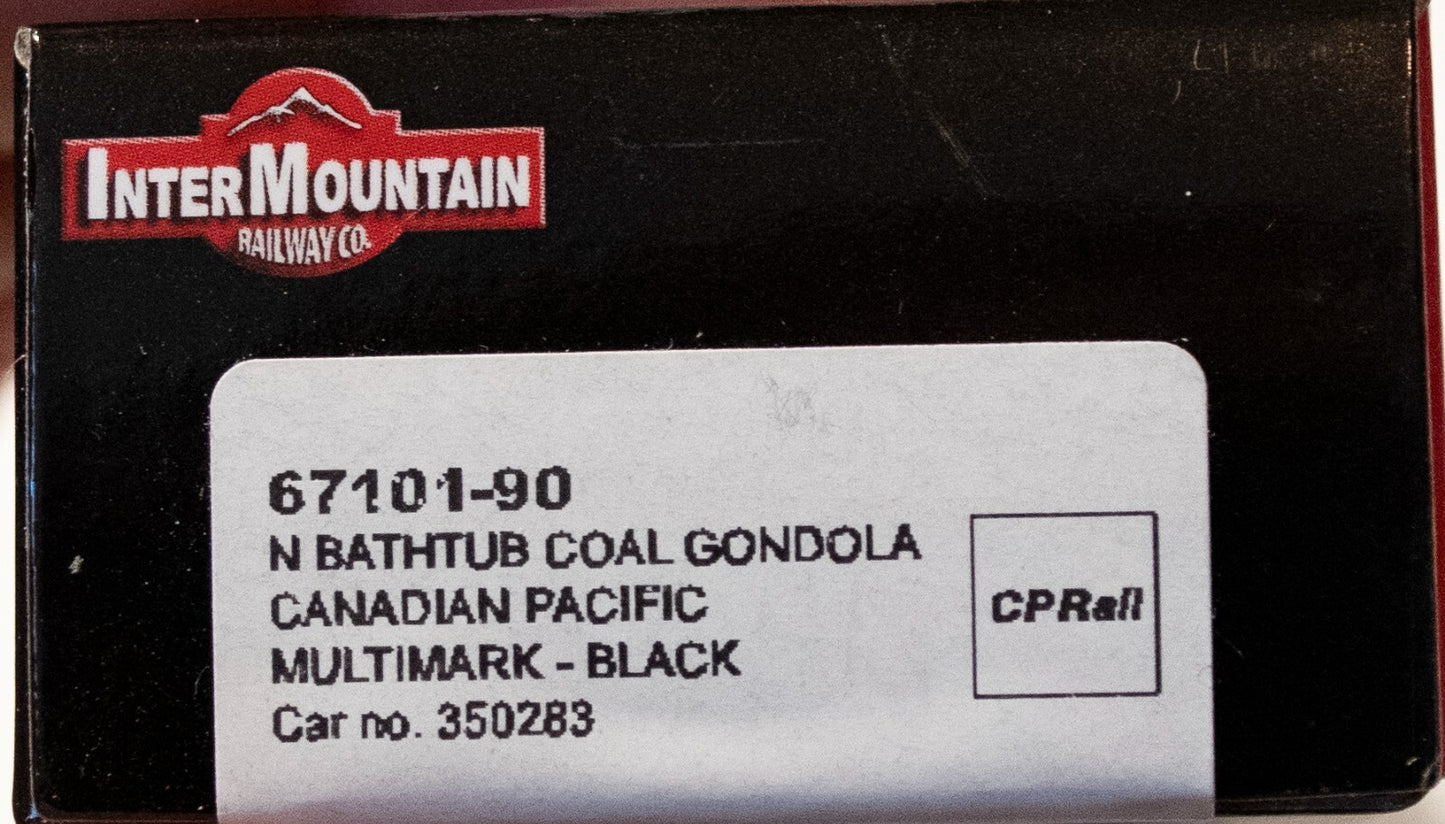 INTERMOUNTAIN
RAILWAY CO.
67101-90
N BATHTUB COAL GONDOLA
CANADIAN PACIFIC
MULTIMARK - BLACK
Car no. 350283
CPRail